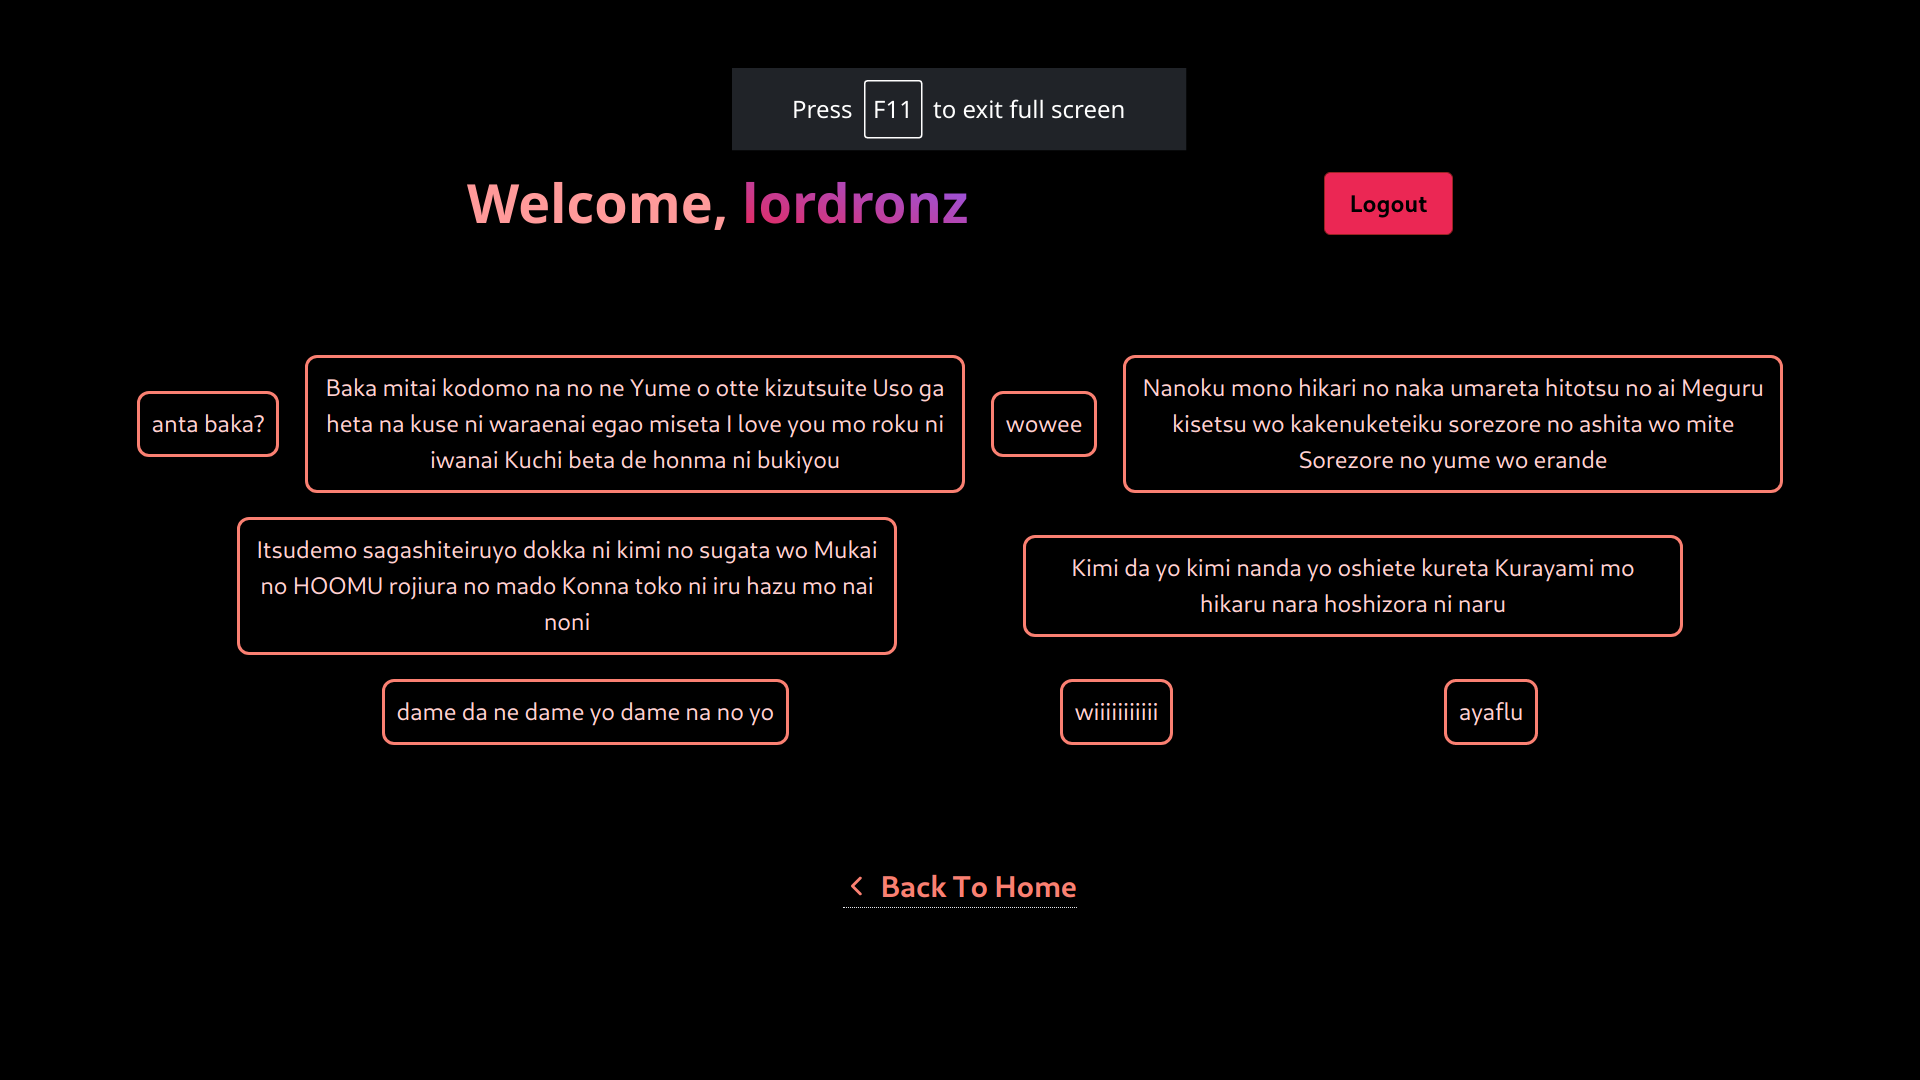 Press F11 to exit full screen
Welcome, lordronz
Logout
anta baka?
Baka mitai kodomo na no ne Yume o otte kizutsuite Uso ga
heta na kuse ni waraenai egao miseta I love you mo roku ni
iwanai Kuchi beta de honma ni bukiyou
wowee
Nanoku mono hikari no naka umareta hitotsu no ai Meguru
kisetsu wo kakenuketeiku sorezore no ashita wo mite
Sorezore no yume wo erande
Itsudemo sagashiteiruyo dokka ni kimi no sugata wo Mukai
no HOOMU rojiura no mado Konna toko ni iru hazu mo nai
noni
Kimi da yo kimi nanda yo oshiete kureta Kurayami mo
hikaru nara hoshizora ni naru
dame da ne dame yo dame na no yo
wiiiiiiiiiii
ayaflu
Back To Home